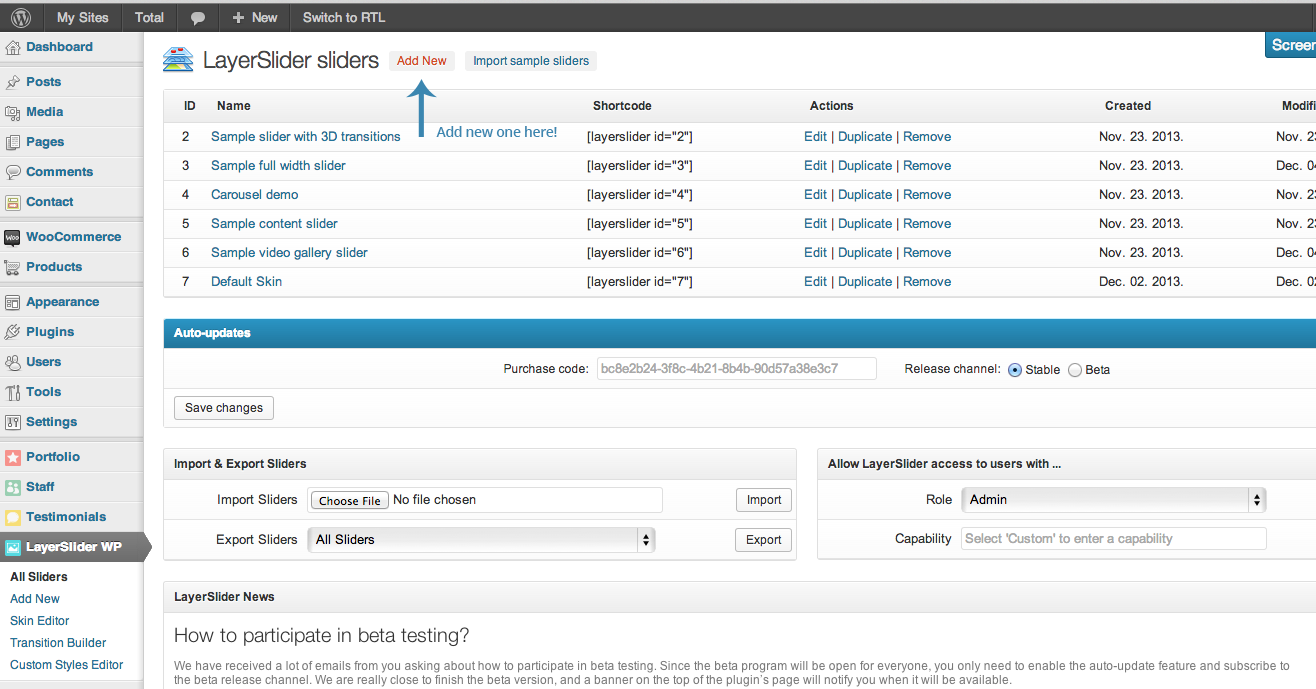 My Sites Total New Switch to RTL
Dashboard
Posts
Media
Pages
Comments
Contact
WooCommerce
Products
Appearance
Plugins
Users
Tools
Settings
Portfolio
Staff
Testimonials
LayerSlider WP
All Sliders
Add New
Skin Editor
Transition Builder
Custom Styles Editor
Screen
LayerSlider sliders Add New Import sample sliders
Add new one here!
ID Name Shortcode Actions Created Modifi
2 Sample slider with 3D transitions [layerslider id="2"] Edit | Duplicate | Remove Nov. 23. 2013. Nov. 23
3 Sample full width slider [layerslider id="3"] Edit | Duplicate | Remove Nov. 23. 2013. Dec. 04
4 Carousel demo [layerslider id="4"] Edit | Duplicate | Remove Nov. 23. 2013. Nov. 23
5 Sample content slider [layerslider id="5"] Edit | Duplicate | Remove Nov. 23. 2013. Nov. 23
6 Sample video gallery slider [layerslider id="6"] Edit | Duplicate | Remove Nov. 23. 2013. Dec. 04
7 Default Skin [layerslider id="7"] Edit | Duplicate | Remove Dec. 02. 2013. Dec. 02
Auto-updates
Purchase code: bc8e2b24-3f8c-4b21-8b4b-90d57a38e3c7 Release channel: Stable Beta
Save changes
Import & Export Sliders
Import Sliders Choose File No file chosen Import
Export Sliders All Sliders Export
Allow LayerSlider access to users with ...
Role Admin
Capability Select 'Custom' to enter a capability
LayerSlider News
How to participate in beta testing?
We have received a lot of emails from you asking about how to participate in beta testing. Since the beta program will be open for everyone, you only need to enable the auto-update feature and subscribe to
the beta release channel. We are really close to finish the beta version, and a banner on the top of the plugin's page will notify you when it will be available.